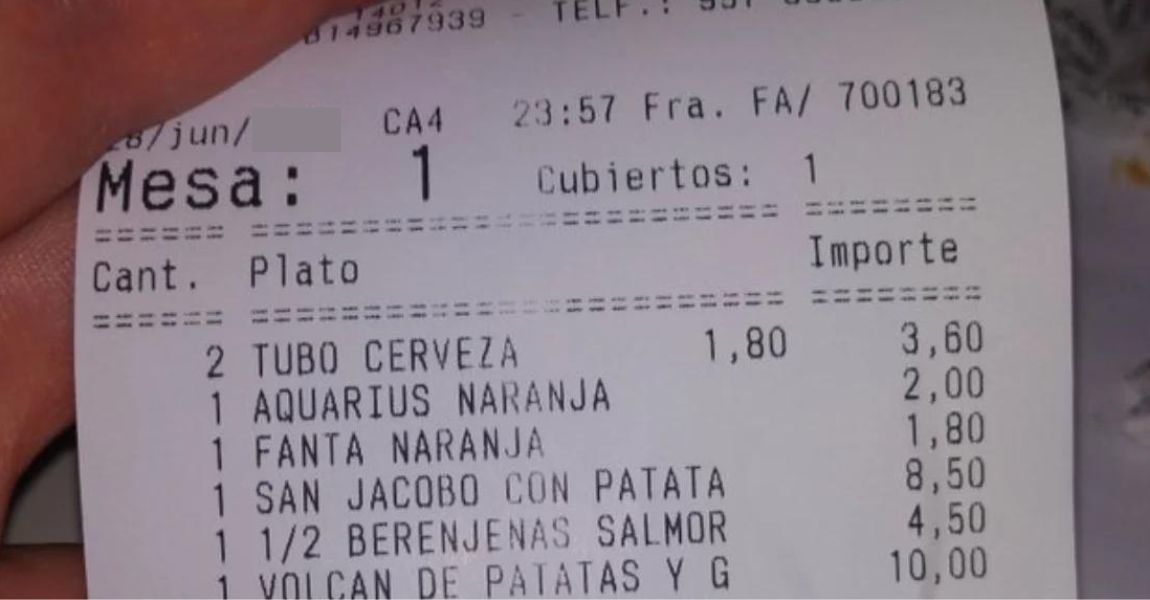 814967939 - TELF.:
28/jun/ CA4 23:57 Fra. FA/ 700183
Mesa: 1 Cubiertos: 1
Cant. Plato Importe
2 TUBO CERVEZA 1,80 3,60
1 AQUARIUS NARANJA 2,00
1 FANTA NARANJA 1,80
1 SAN JACOBO CON PATATA 8,50
1 1/2 BERENJENAS SALMOR 4,50
1 VOLCAN DE PATATAS Y G 10,00